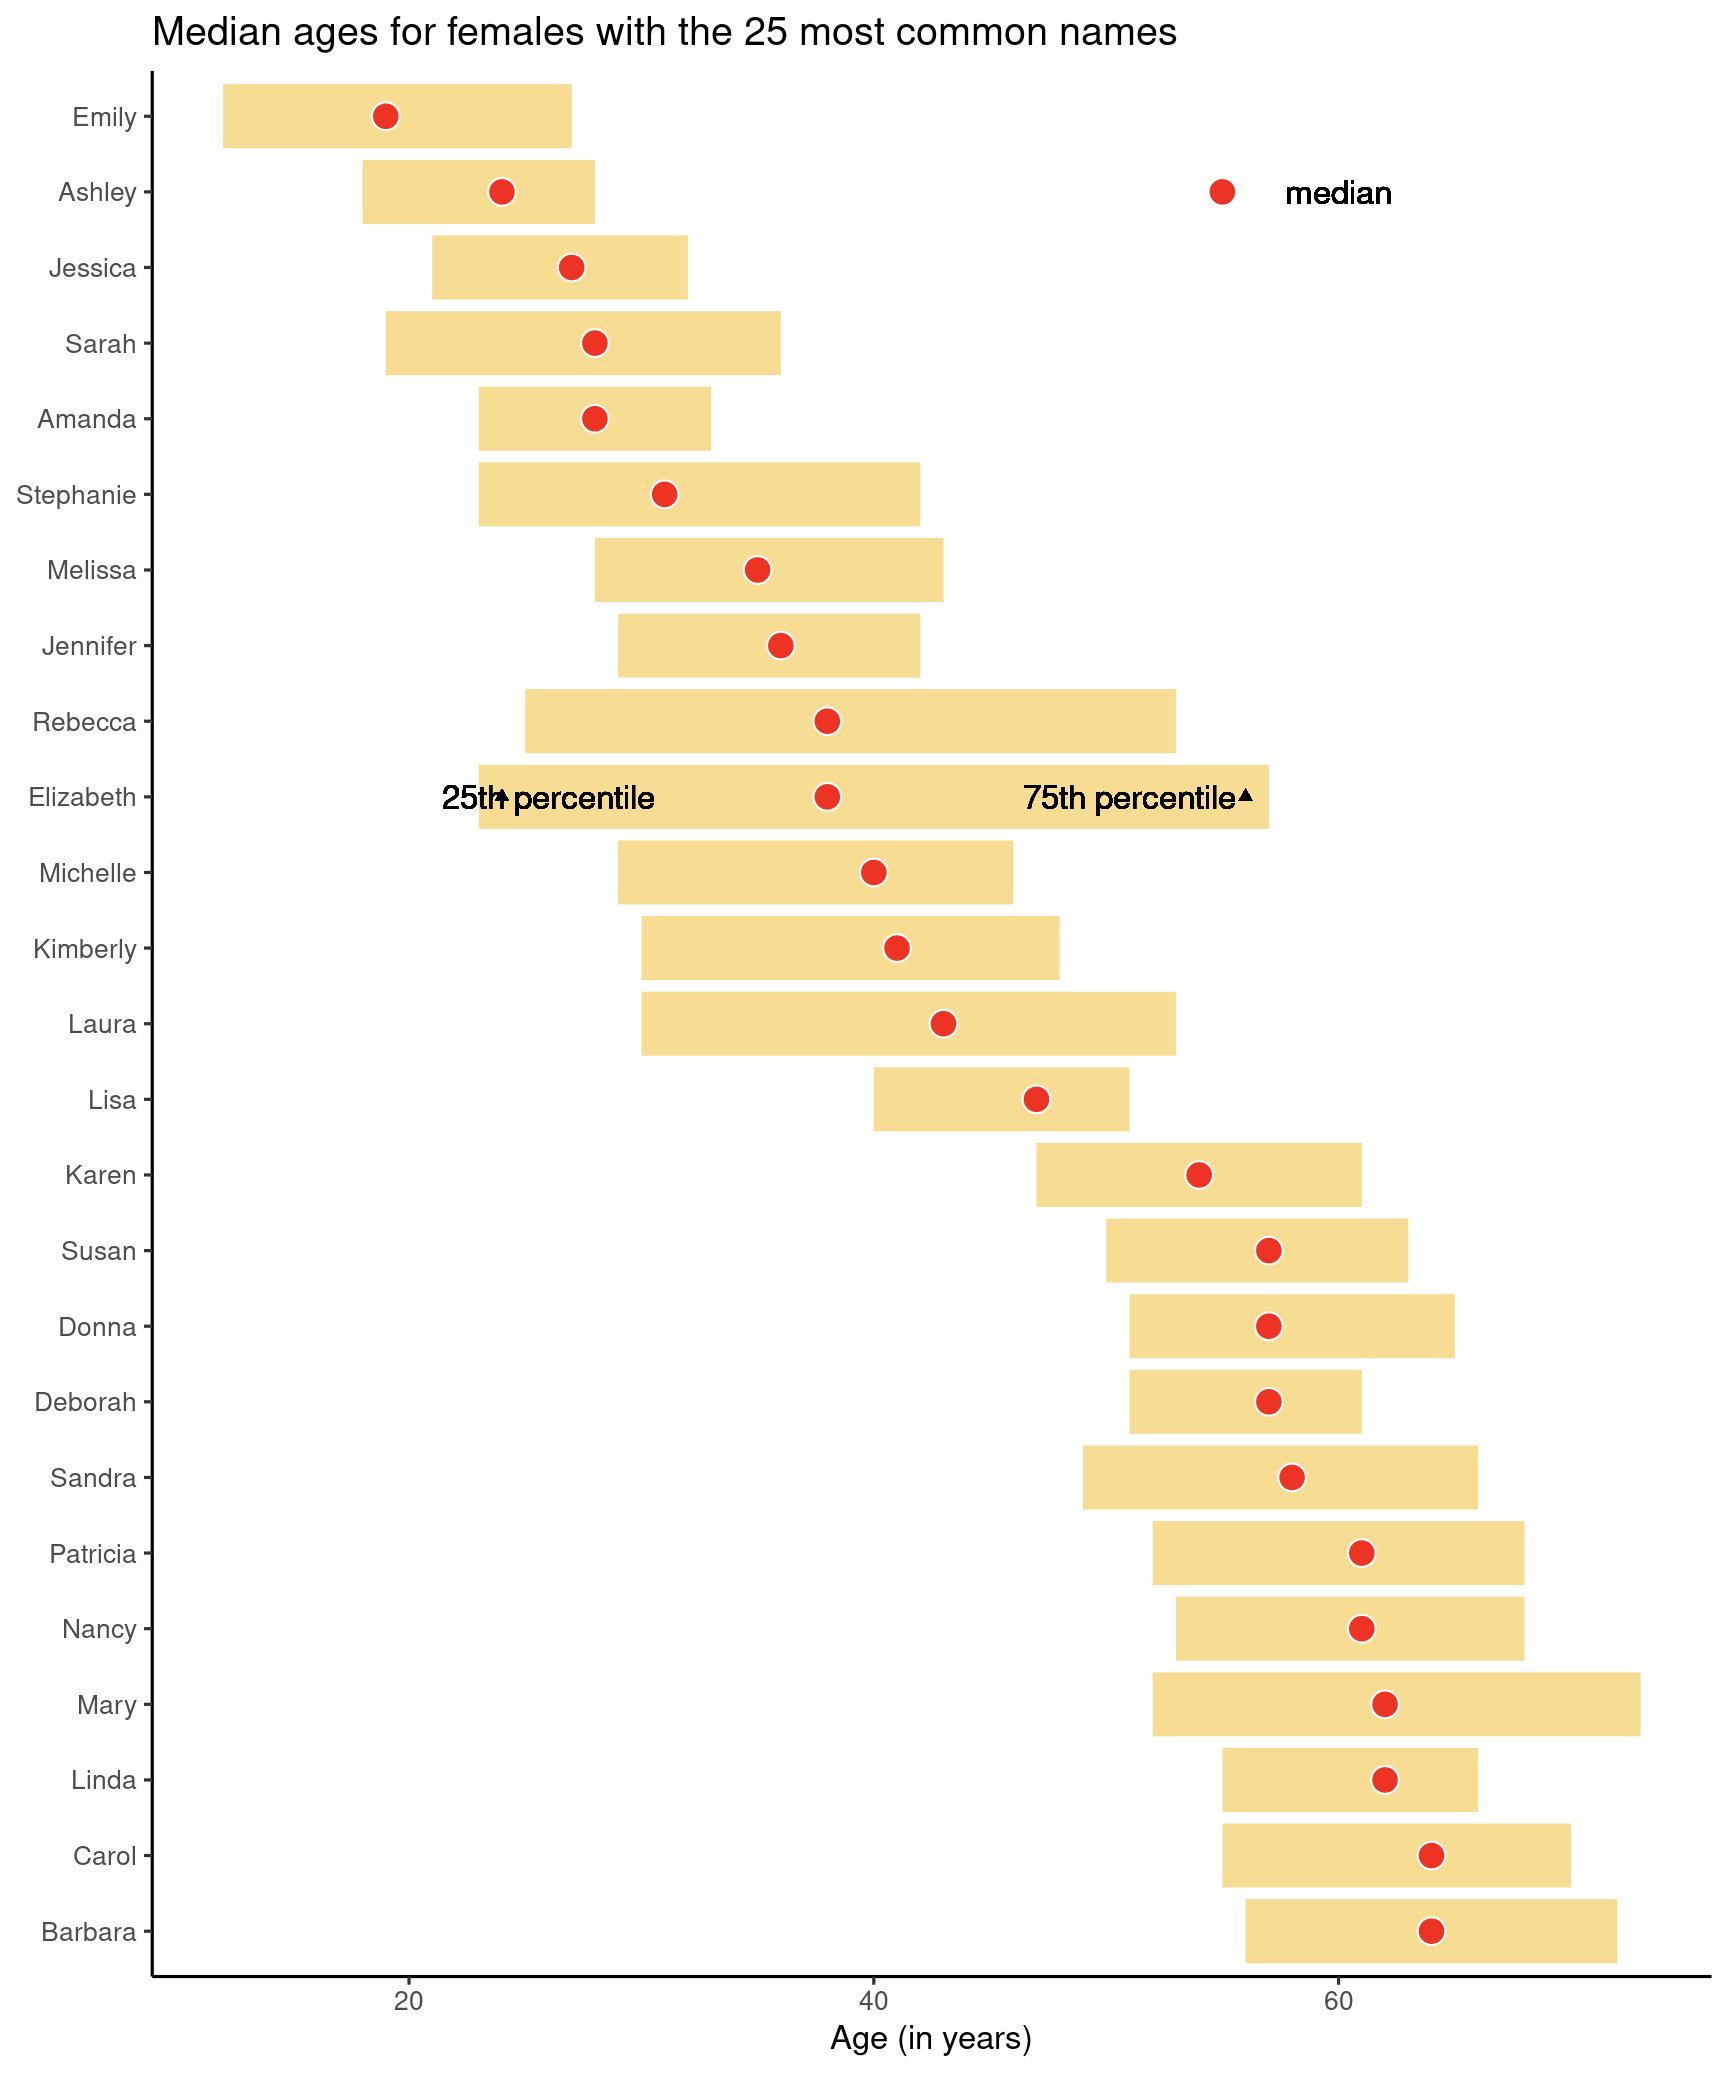 Median ages for females with the 25 most common names
Emily
Ashley
median
Jessica
Sarah
Amanda
Stephanie
Melissa
Jennifer
Rebecca
Elizabeth
25th percentile
75th percentile
Michelle
Kimberly
Laura
Lisa
Karen
Susan
Donna
Deborah
Sandra
Patricia
Nancy
Mary
Linda
Carol
Barbara
20
40
60
Age (in years)